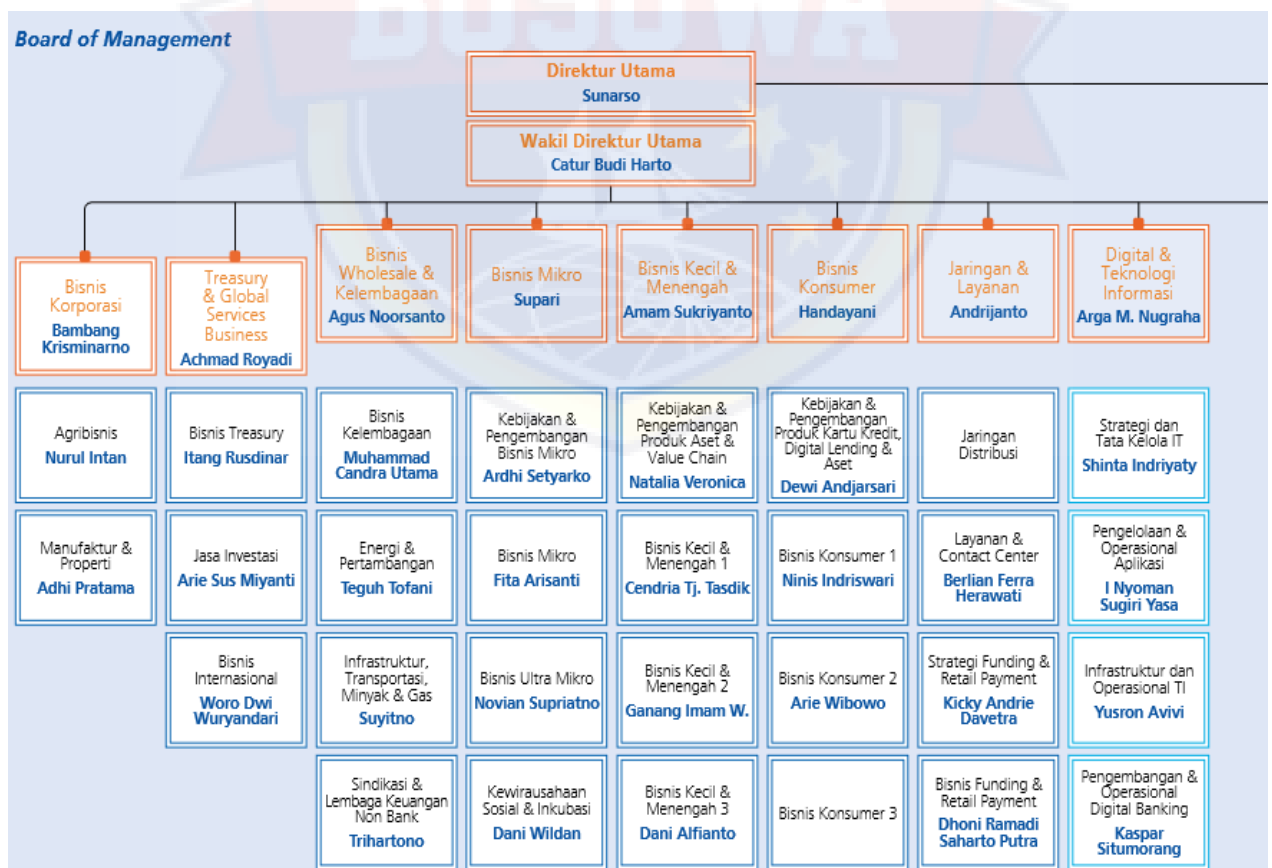 BOSOWA
Board of Management
Direktur Utama
Sunarso
Wakil Direktur Utama
Catur Budi Harto
Bisnis
Korporasi
Bambang
Krisminarno
Treasury
& Global
Services
Business
Achmad Royadi
Bisnis
Wholesale &
Kelembagaan
Agus Noorsanto
Bisnis Mikro
Supari
Bisnis Kecil &
Menengah
Amam Sukriyanto
Bisnis
Konsumer
Handayani
Jaringan &
Layanan
Andrijanto
Digital &
Teknologi
Informasi
Arga M. Nugraha
Agribisnis
Nurul Intan
Bisnis Treasury
Itang Rusdinar
Bisnis
Kelembagaan
Muhammad
Candra Utama
Kebijakan &
Pengembangan
Bisnis Mikro
Ardhi Setyarko
Kebijakan &
Pengembangan
Produk Aset &
Value Chain
Natalia Veronica
Kebijakan &
Pengembangan
Produk Kartu Kredit,
Digital Lending &
Aset
Dewi Andjarsari
Jaringan
Distribusi
Strategi dan
Tata Kelola IT
Shinta Indriyaty
Manufaktur &
Properti
Adhi Pratama
Jasa Investasi
Arie Sus Miyanti
Energi &
Pertambangan
Teguh Tofani
Bisnis Mikro
Fita Arisanti
Bisnis Kecil &
Menengah 1
Cendria Tj. Tasdik
Bisnis Konsumer 1
Ninis Indriswari
Layanan &
Contact Center
Berlian Ferra
Herawati
Pengelolaan &
Operasional
Aplikasi
I Nyoman
Sugiri Yasa
Bisnis
Internasional
Woro Dwi
Wuryandari
Infrastruktur,
Transportasi,
Minyak & Gas
Suyitno
Bisnis Ultra Mikro
Novian Supriatno
Bisnis Kecil &
Menengah 2
Ganang Imam W.
Bisnis Konsumer 2
Arie Wibowo
Strategi Funding &
Retail Payment
Kicky Andrie
Davetra
Infrastruktur dan
Operasional TI
Yusron Avivi
Sindikasi &
Lembaga Keuangan
Non Bank
Trihartono
Kewirausahaan
Sosial & Inkubasi
Dani Wildan
Bisnis Kecil &
Menengah 3
Dani Alfianto
Bisnis Konsumer 3
Bisnis Funding &
Retail Payment
Dhoni Ramadi
Saharto Putra
Pengembangan &
Operasional
Digital Banking
Kaspar
Situmorang